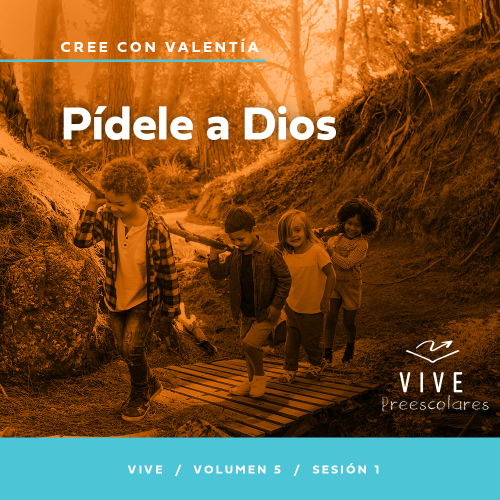 CREE CON VALENTÍA
Pídele a Dios
VIVE
Preescolares
VIVE / VOLUMEN 5 / SESIÓN 1